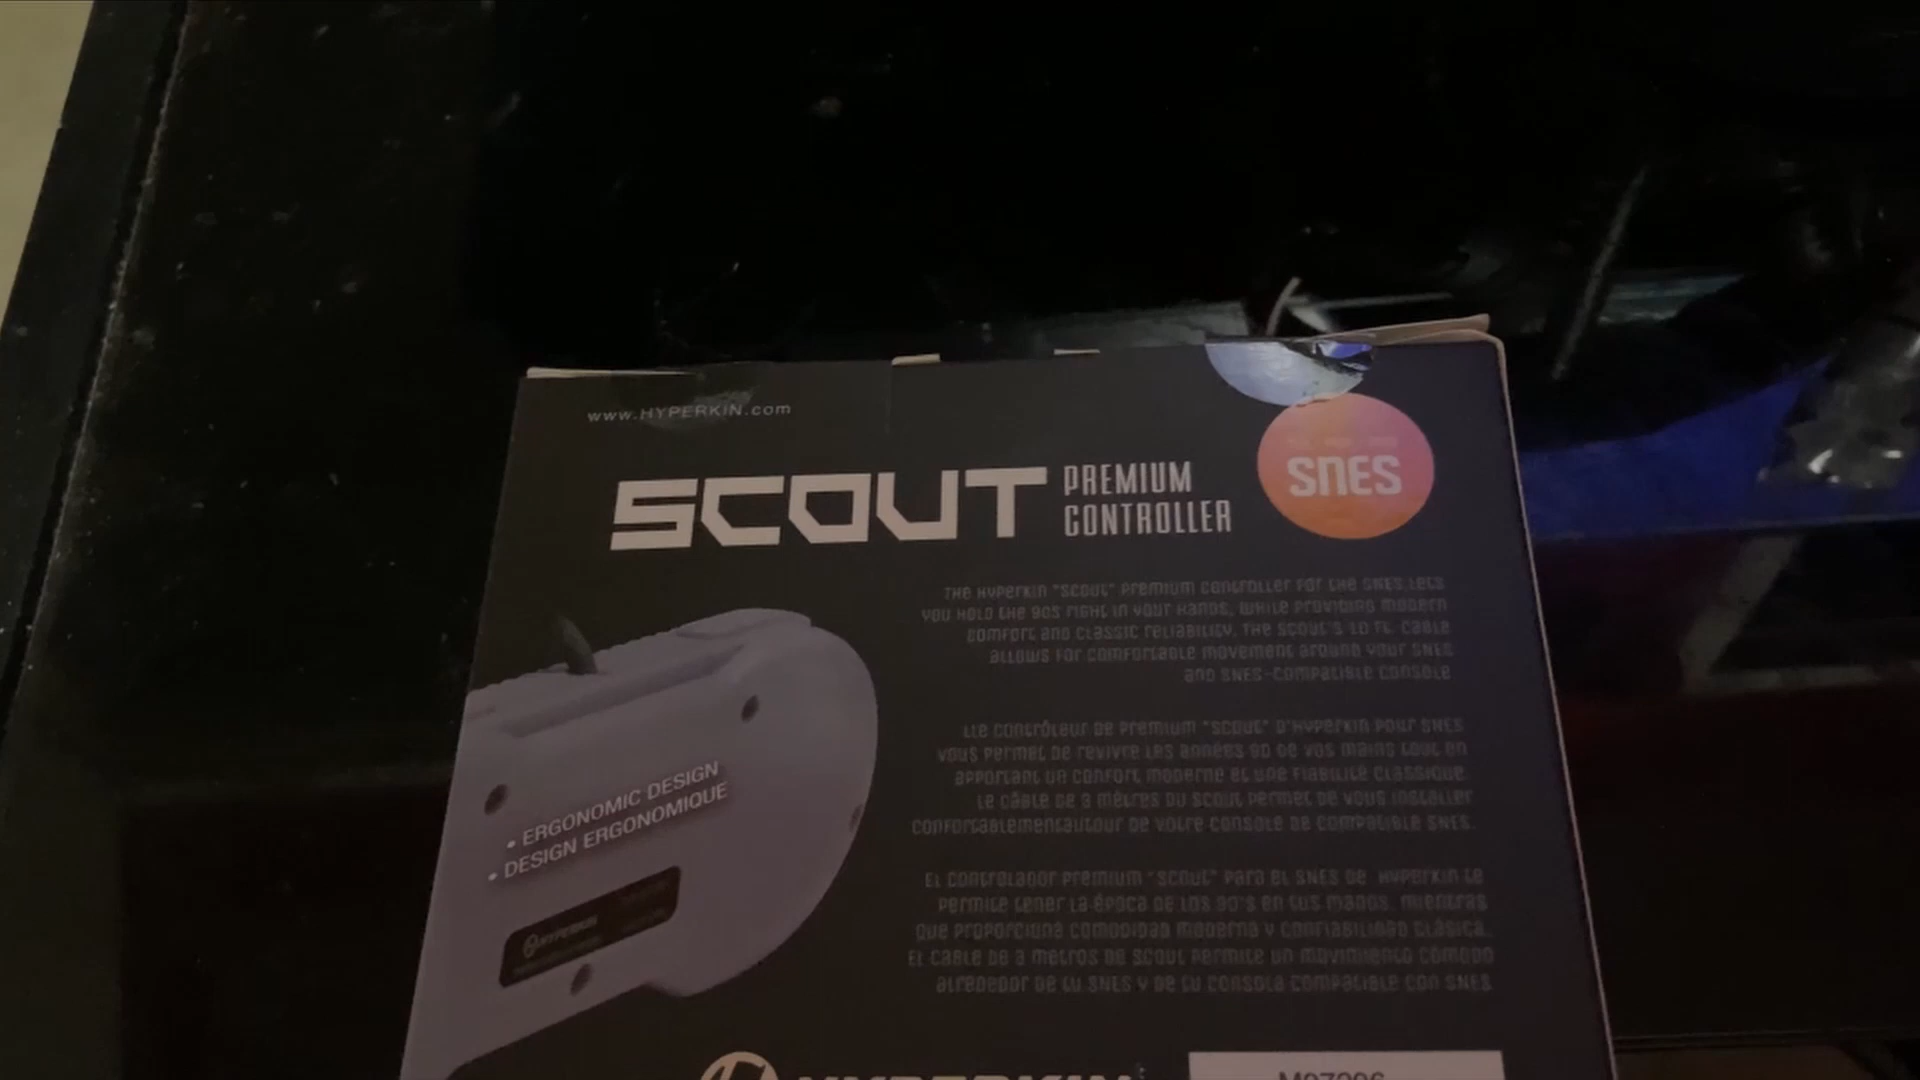 www.HYPERKIN.com
SCOUT PREMIUM CONTROLLER
SNES
THE HYPERKIN "SCOUT" PREMIUM CONTROLLER FOR THE SNES LETS
YOU HOLD THE 90S RIGHT IN YOUR HANDS, WHILE PROVIDING MODERN
COMFORT AND CLASSIC RELIABILITY. THE SCOUT'S 10 FT. CABLE
ALLOWS FOR COMFORTABLE MOVEMENT AROUND YOUR SNES
AND SNES-COMPATIBLE CONSOLE
LLE CONTRÔLEUR DE PREMIUM "SCOUT" D'HYPERKIN POUR SNES
VOUS PERMET DE REVIVRE LES ANNÉES 90 DE VOS MAINS TOUT EN
APPORTANT UN CONFORT MODERNE ET UNE FIABILITÉ CLASSIQUE.
LE CÂBLE DE 3 MÈTRES DU SCOUT PERMET DE VOUS INSTALLER
CONFORTABLEMENTAUTOUR DE VOTRE CONSOLE DE COMPATIBLE SNES.
EL CONTROLADOR PREMIUM "SCOUT" PARA EL SNES DE HYPERKIN TE
PERMITE TENER LA ÉPOCA DE LOS 90'S EN TUS MANOS, MIENTRAS
QUE PROPORCIONA COMODIDAD MODERNA Y CONFIABILIDAD CLÁSICA.
EL CABLE DE 3 METROS DE SCOUT PERMITE UN MOVIMIENTO CÓMODO
ALREDEDOR DE TU SNES Y DE TU CONSOLA COMPATIBLE CON SNES
• ERGONOMIC DESIGN
• DESIGN ERGONOMIQUE
HYPERKIN
HYPERKIN
M07206